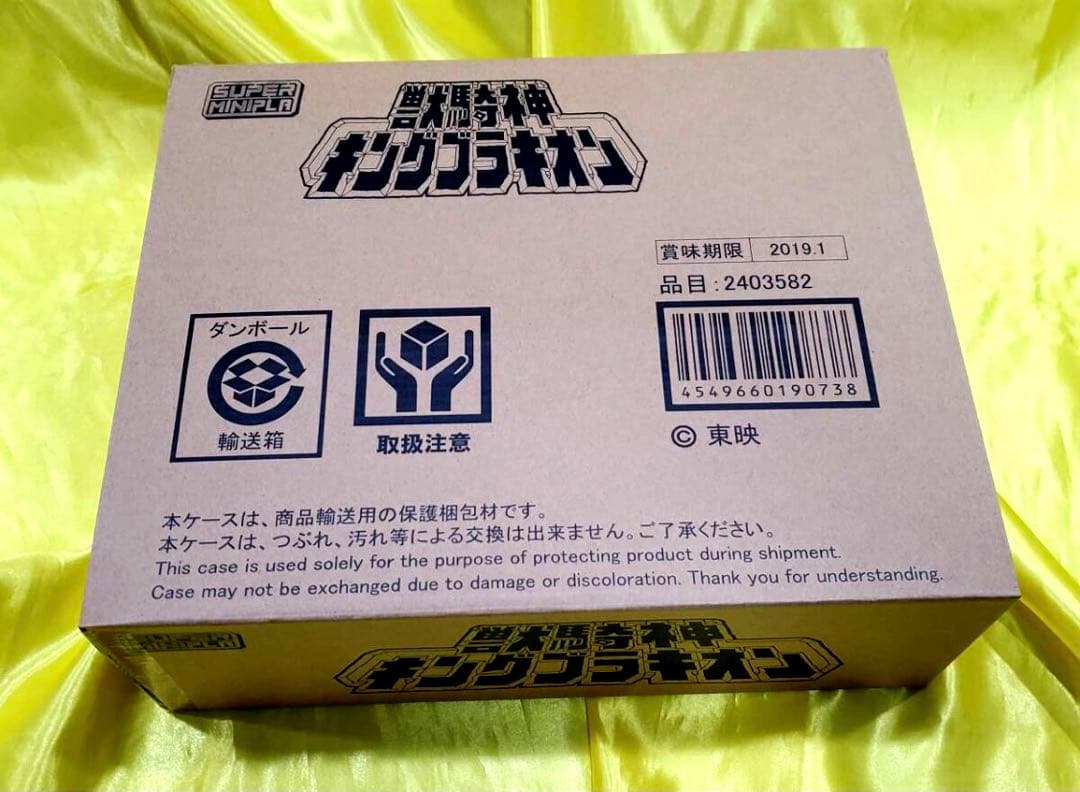 SUPER
MINIPLA
獣騎神
キングブラキオン
賞味期限 2019.1
品目:2403582
4549660190738
© 東映
ダンボール
輸送箱
取扱注意
本ケースは、商品輸送用の保護梱包材です。
本ケースは、つぶれ、汚れ等による交換は出来ません。ご了承ください。
This case is used solely for the purpose of protecting product during shipment.
Case may not be exchanged due to damage or discoloration. Thank you for understanding.
SUPER
MINIPLA
獣騎神
キングブラキオン